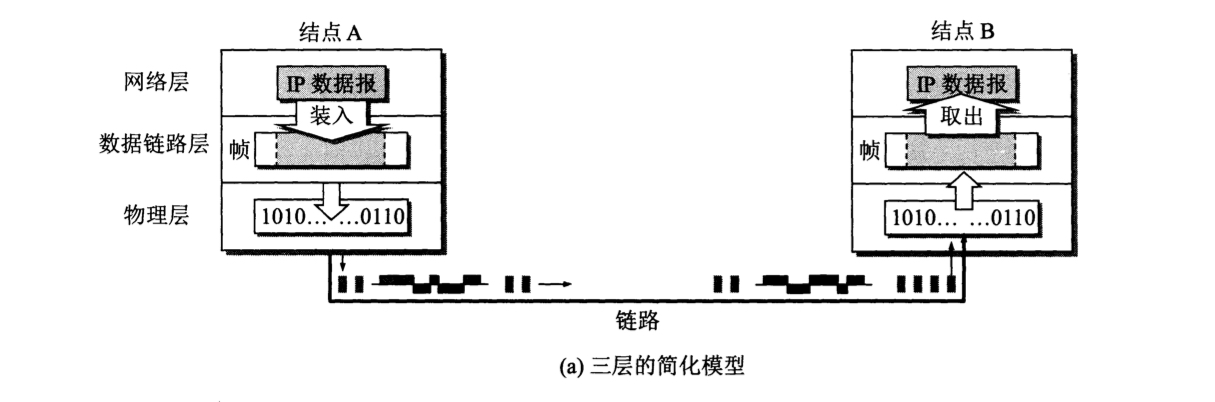 结点 A
结点 B
网络层
IP 数据报
IP 数据报
装入
取出
数据链路层
帧
帧
物理层
1010… …0110
1010… …0110
链路
(a) 三层的简化模型